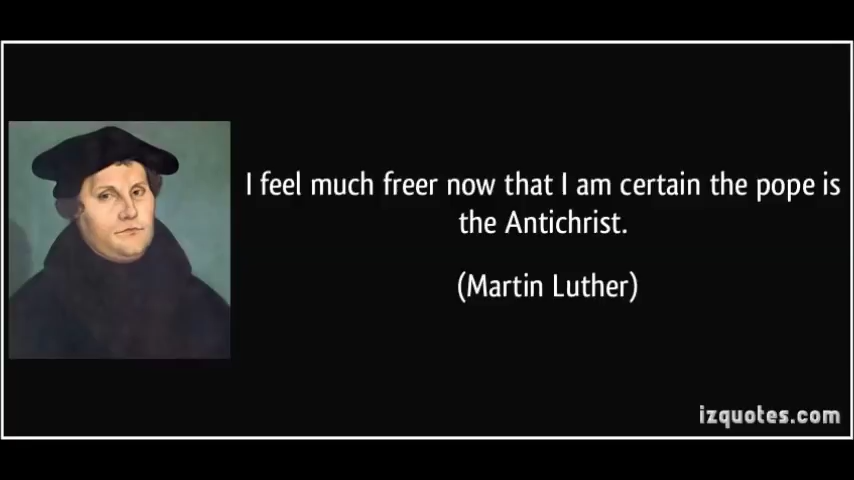 I feel much freer now that I am certain the pope is
the Antichrist.
(Martin Luther)
izquotes.com